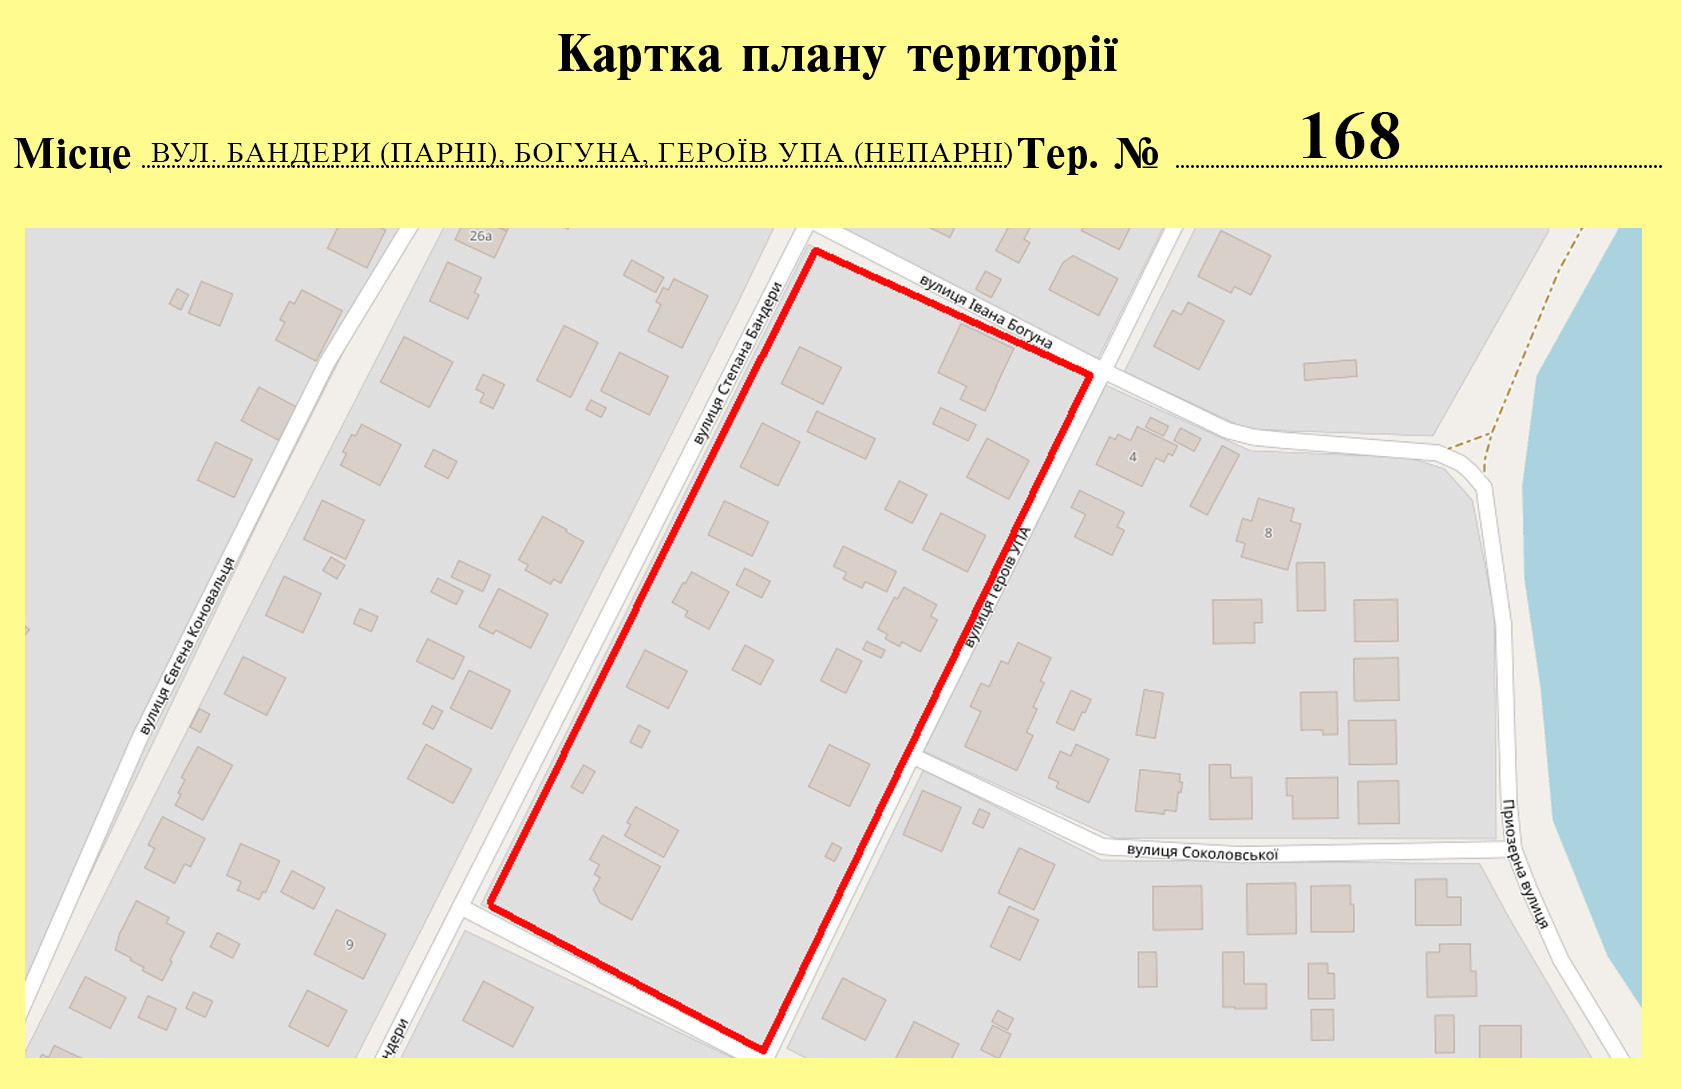 Картка плану території
Місце ВУЛ. БАНДЕРИ (ПАРНІ), БОГУНА, ГЕРОЇВ УПА (НЕПАРНІ) Тер. № 168
26а
вулиця Івана Богуна
вулиця Степана Бандери
4
8
вулиця Героїв УПА
вулиця Євгена Коновальця
вулиця Соколовської
Приозерна вулиця
9
ндери